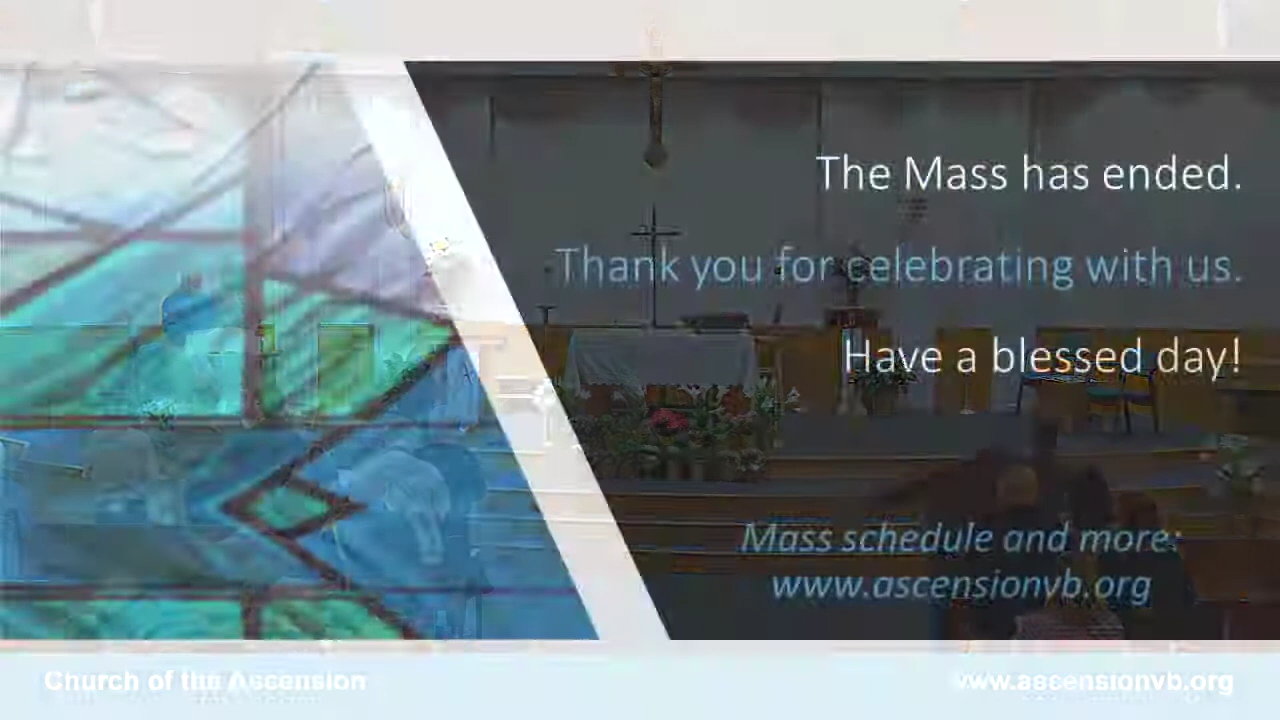 The Mass has ended.
Thank you for celebrating with us.
Have a blessed day!
Mass schedule and more:
www.ascensionvb.org
Church of the Ascension
www.ascensionvb.org